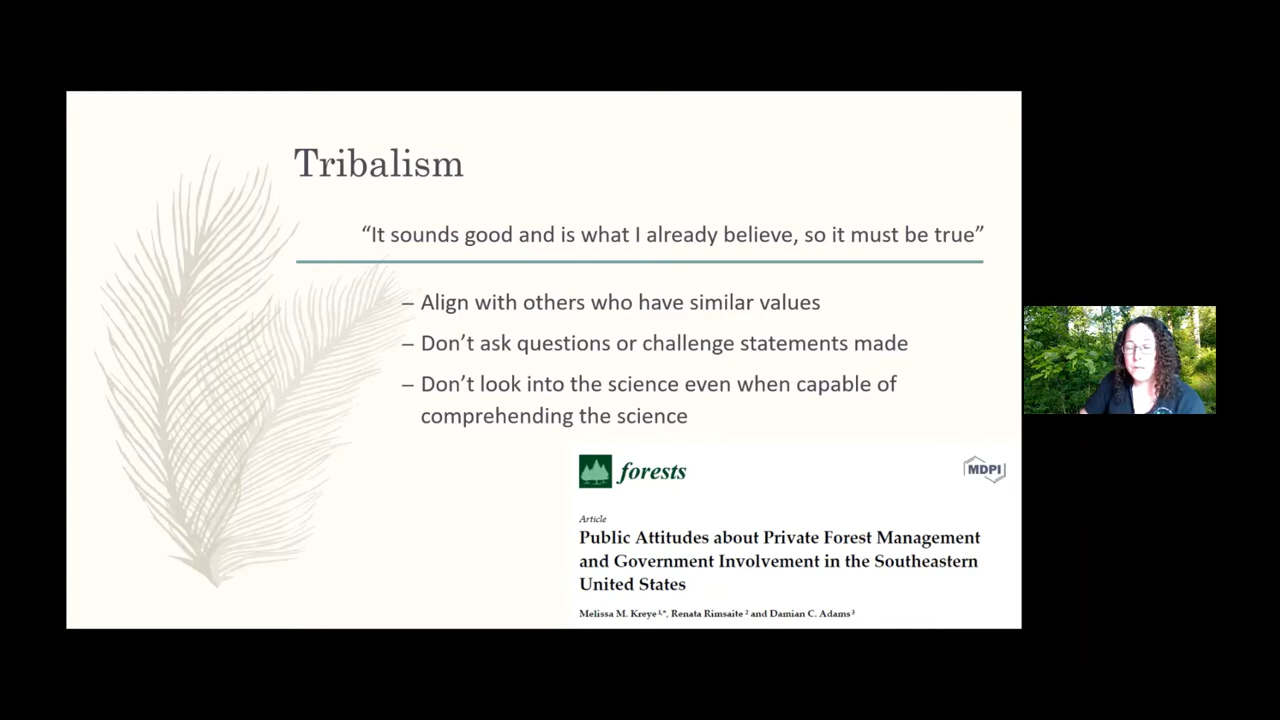 Tribalism
“It sounds good and is what I already believe, so it must be true”
– Align with others who have similar values
– Don’t ask questions or challenge statements made
– Don’t look into the science even when capable of
comprehending the science
forests
MDPI
Article
Public Attitudes about Private Forest Management
and Government Involvement in the Southeastern
United States
Melissa M. Kreye 1,*, Renata Rimsaite 2 and Damian C. Adams 3